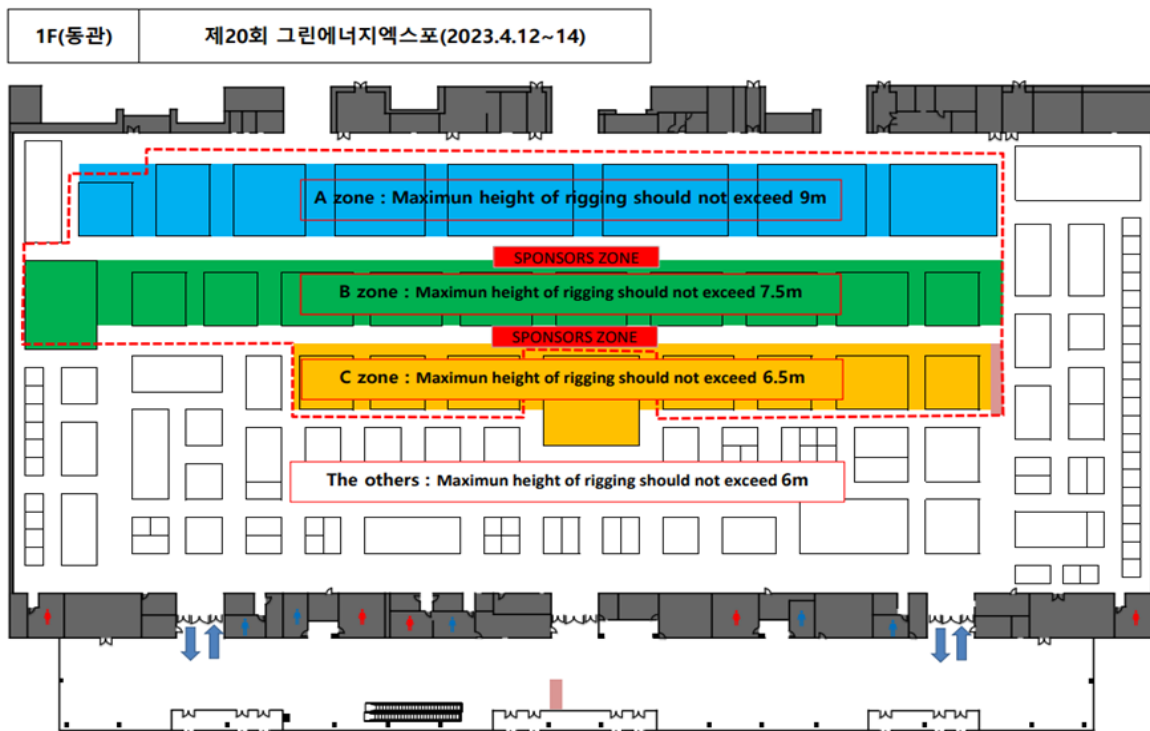 1F(동관)
제20회 그린에너지엑스포(2023.4.12~14)
A zone : Maximun height of rigging should not exceed 9m
SPONSORS ZONE
B zone : Maximun height of rigging should not exceed 7.5m
SPONSORS ZONE
C zone : Maximun height of rigging should not exceed 6.5m
The others : Maximun height of rigging should not exceed 6m